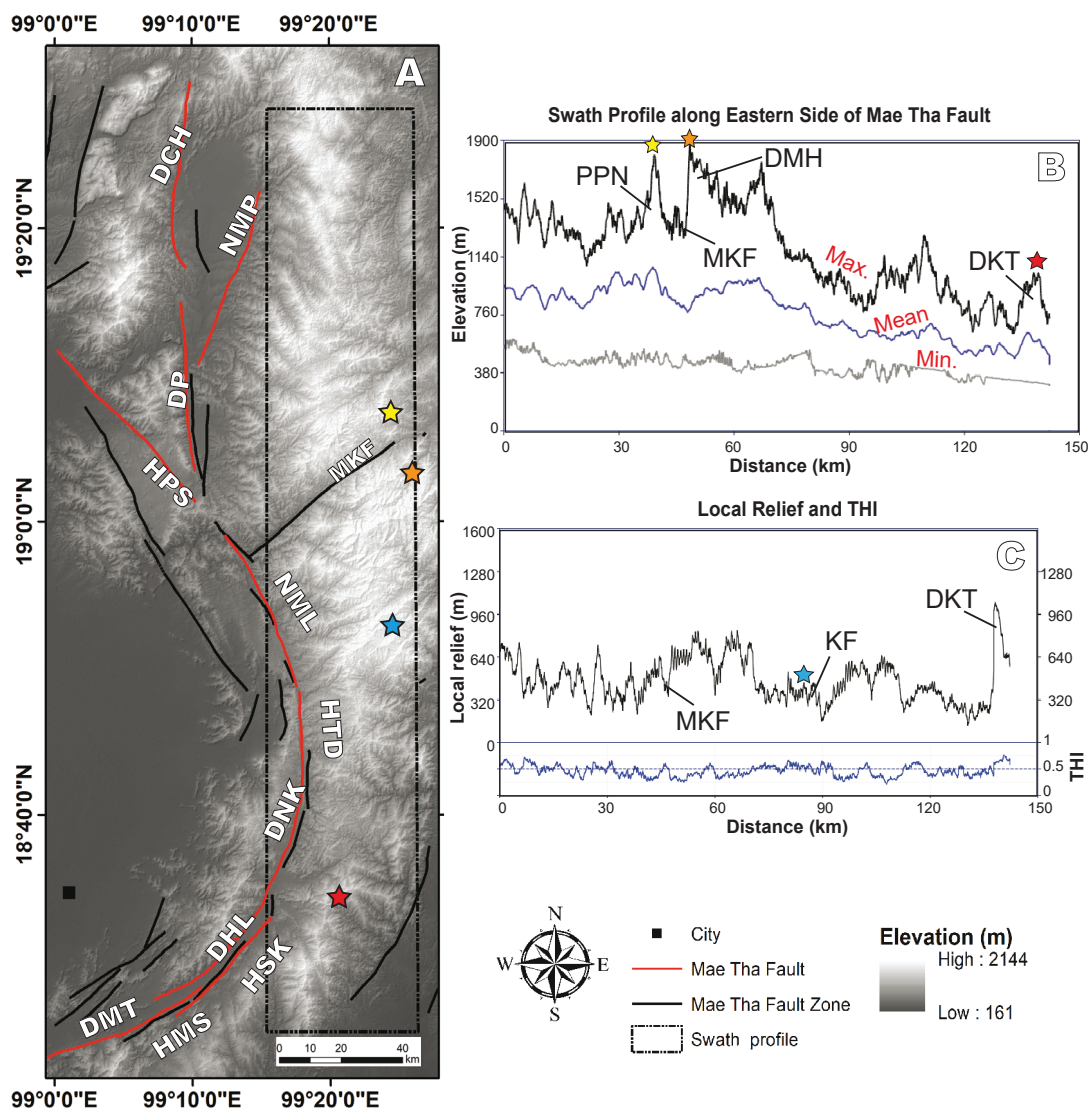 99°0'0"E 99°10'0"E 99°20'0"E
A
DCH
NMP
19°20'0"N
DP
MKF
HPS
19°0'0"N
NML
HTD
DNK
18°40'0"N
DHL
HSK
DMT
HMS
0 10 20 40
km
99°0'0"E 99°10'0"E 99°20'0"E
Swath Profile along Eastern Side of Mae Tha Fault
B
Elevation (m)
1900
1520
1140
760
380
0
PPN
DMH
MKF
DKT
Max.
Mean
Min.
0 30 60 90 120 150
Distance (km)
Local Relief and THI
C
Local relief (m)
1600
1280 1280
960 960
640 640
320 320
0 1
0.5
0
THI
DKT
KF
MKF
0 30 60 90 120 150
Distance (km)
N
W E
S
City
Mae Tha Fault
Mae Tha Fault Zone
Swath profile
Elevation (m)
High : 2144
Low : 161